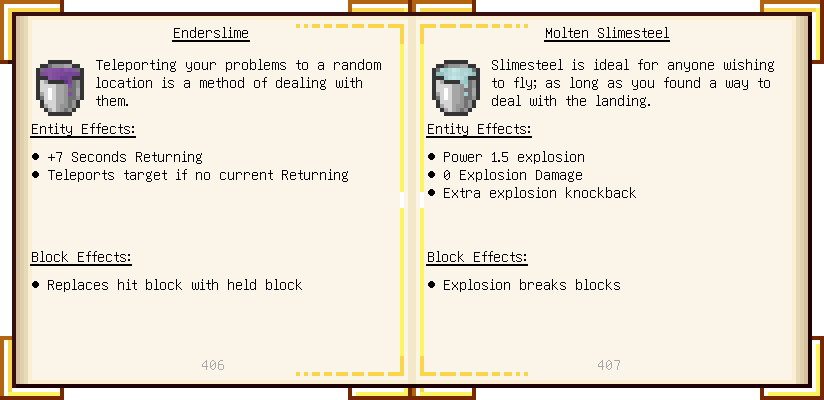 Enderslime
Teleporting your problems to a random
location is a method of dealing with
them.
Entity Effects:
● +7 Seconds Returning
● Teleports target if no current Returning
Block Effects:
● Replaces hit block with held block
406
Molten Slimesteel
Slimesteel is ideal for anyone wishing
to fly; as long as you found a way to
deal with the landing.
Entity Effects:
● Power 1.5 explosion
● 0 Explosion Damage
● Extra explosion knockback
Block Effects:
● Explosion breaks blocks
407